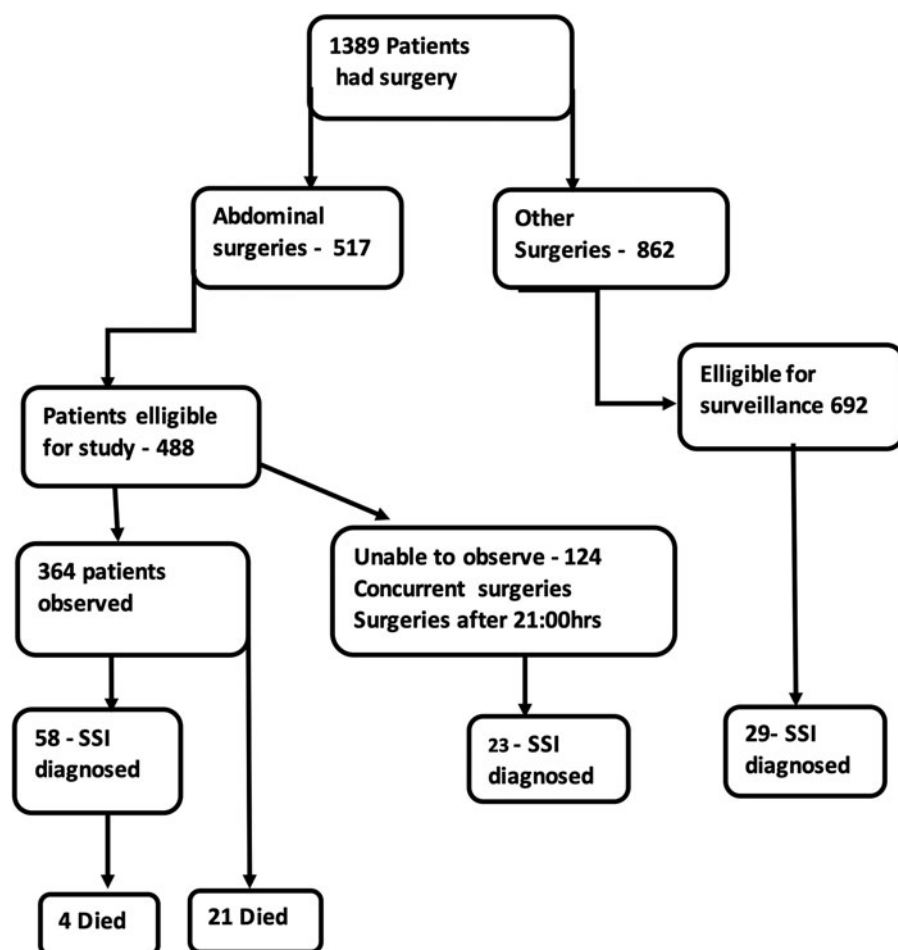 1389 Patients
had surgery
Abdominal
surgeries - 517
Other
Surgeries - 862
Elligible for
surveillance 692
Patients elligible
for study - 488
364 patients
observed
Unable to observe - 124
Concurrent surgeries
Surgeries after 21:00hrs
58 - SSI
diagnosed
23 - SSI
diagnosed
29- SSI
diagnosed
4 Died
21 Died